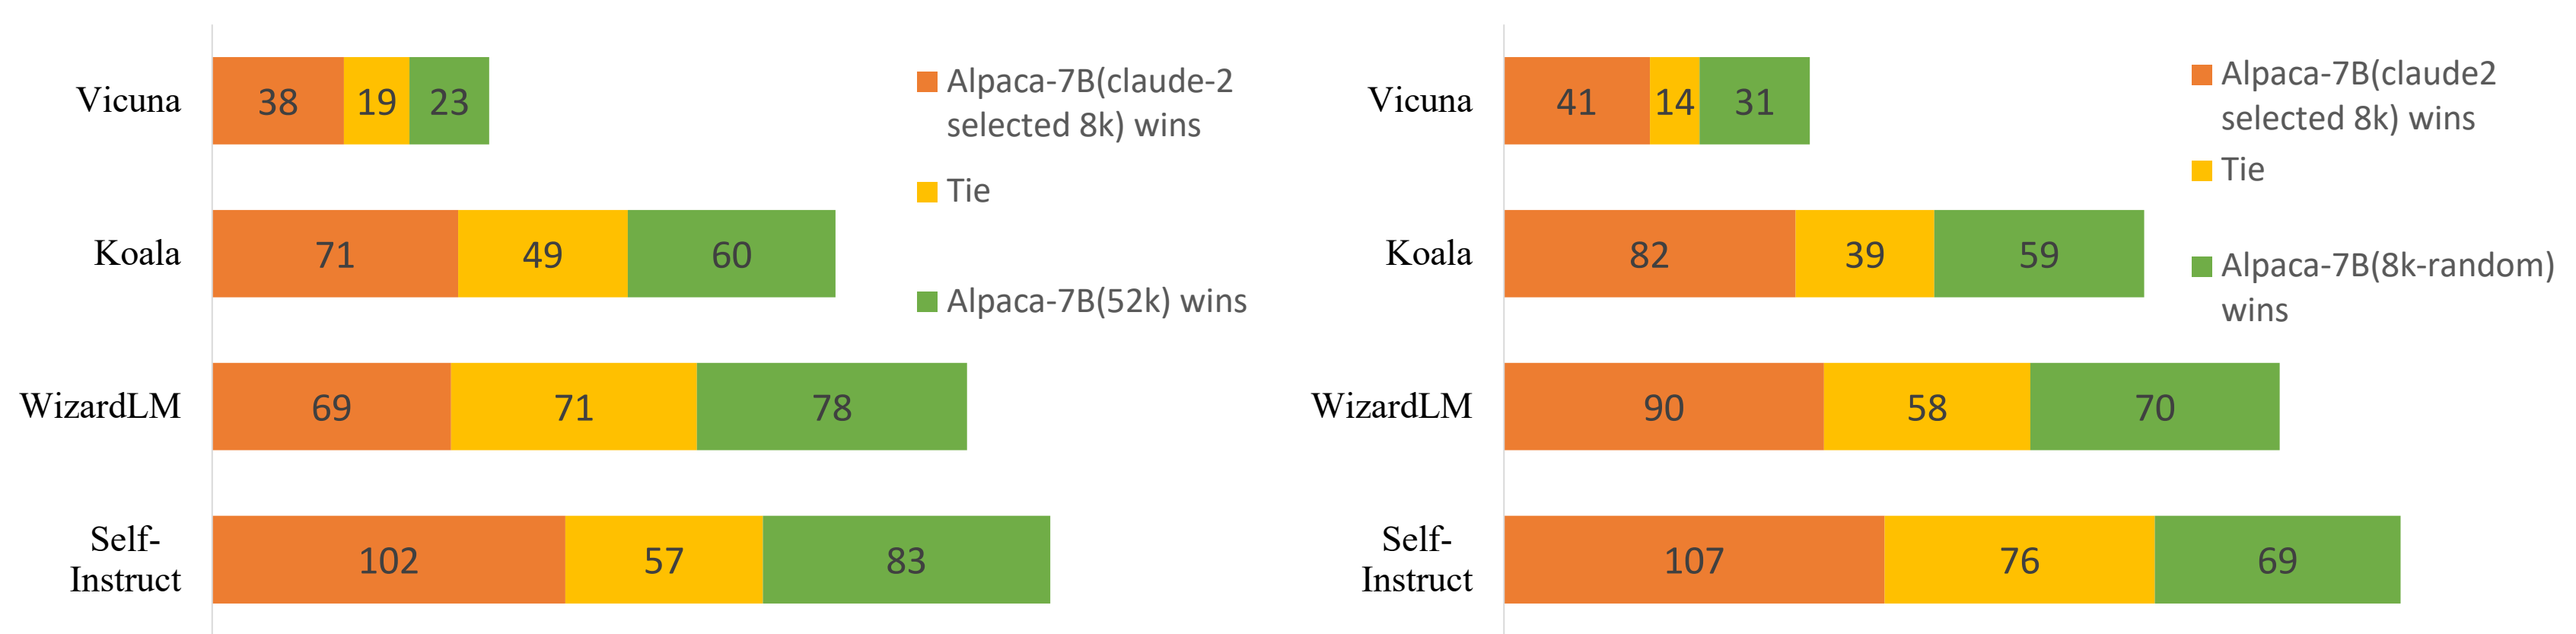 Vicuna
38 19 23
Koala
71 49 60
WizardLM
69 71 78
Self-
Instruct
102 57 83
Alpaca-7B(claude-2
selected 8k) wins
Tie
Alpaca-7B(52k) wins
Vicuna
41 14 31
Koala
82 39 59
WizardLM
90 58 70
Self-
Instruct
107 76 69
Alpaca-7B(claude2
selected 8k) wins
Tie
Alpaca-7B(8k-random)
wins